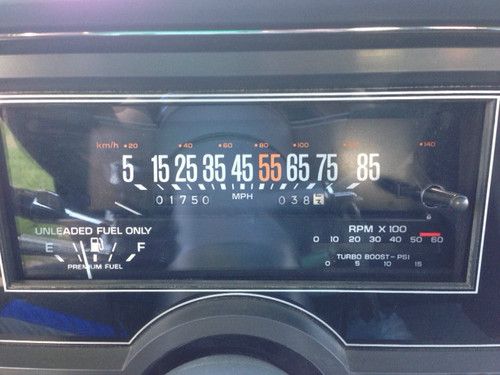 km/h 20 40 60 80 100 140
5 15 25 35 45 55 65 75 85
01750 MPH 038
UNLEADED FUEL ONLY
E F
PREMIUM FUEL
RPM X 100
0 10 20 30 40 50 60
TURBO BOOST-PSI
0 5 10 15